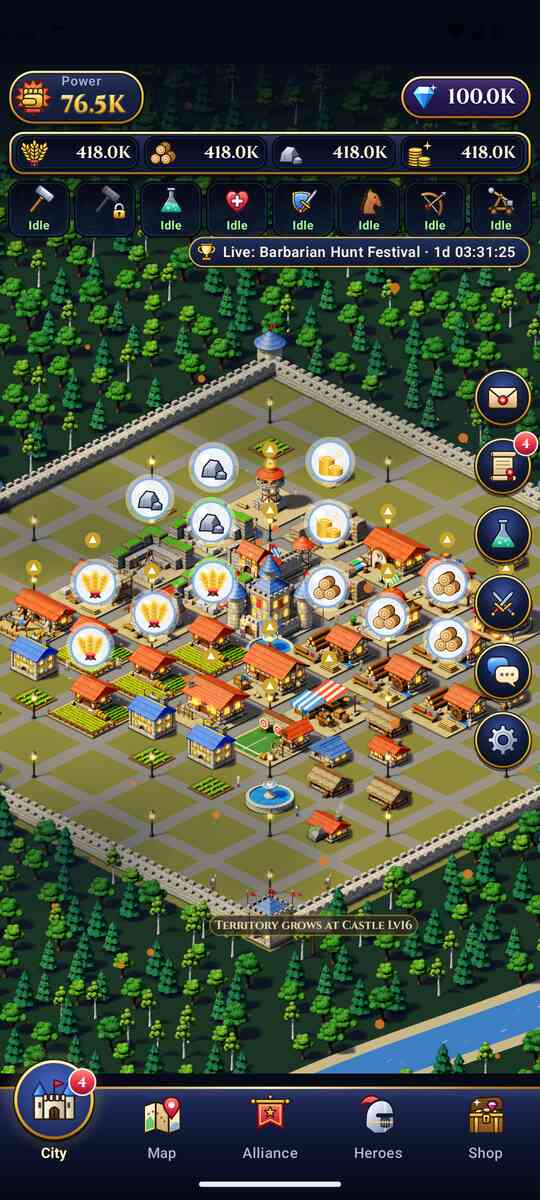 Power
76.5K
100.0K
418.0K 418.0K 418.0K 418.0K
Idle Idle Idle Idle Idle Idle Idle
Live: Barbarian Hunt Festival · 1d 03:31:25
4
Territory grows at Castle Lv16
4
City Map Alliance Heroes Shop